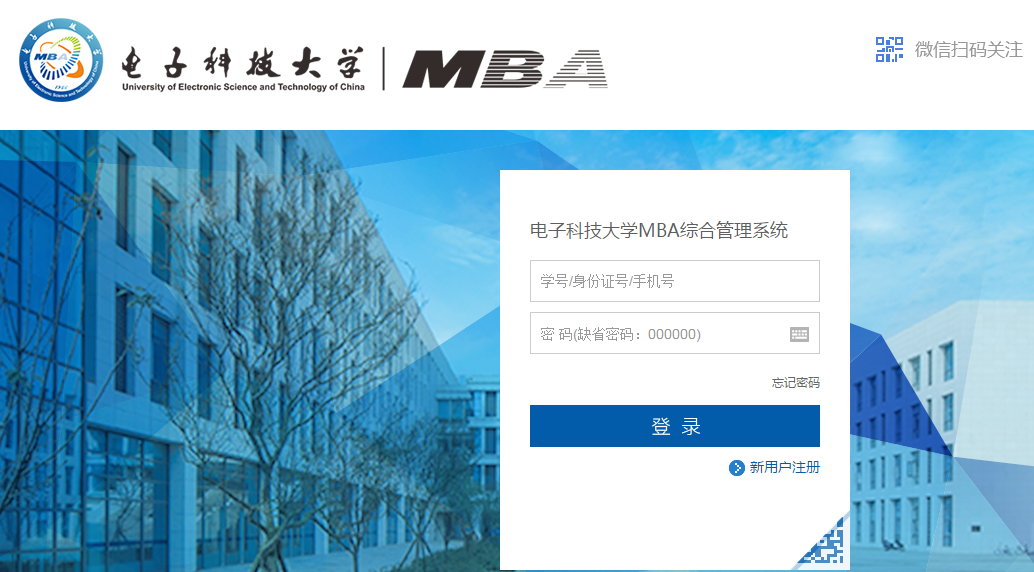 电子科技大学
University of Electronic Science and Technology of China
MBA
微信扫码关注
电子科技大学MBA综合管理系统
学号/身份证号/手机号
密 码(缺省密码：000000)
忘记密码
登 录
新用户注册